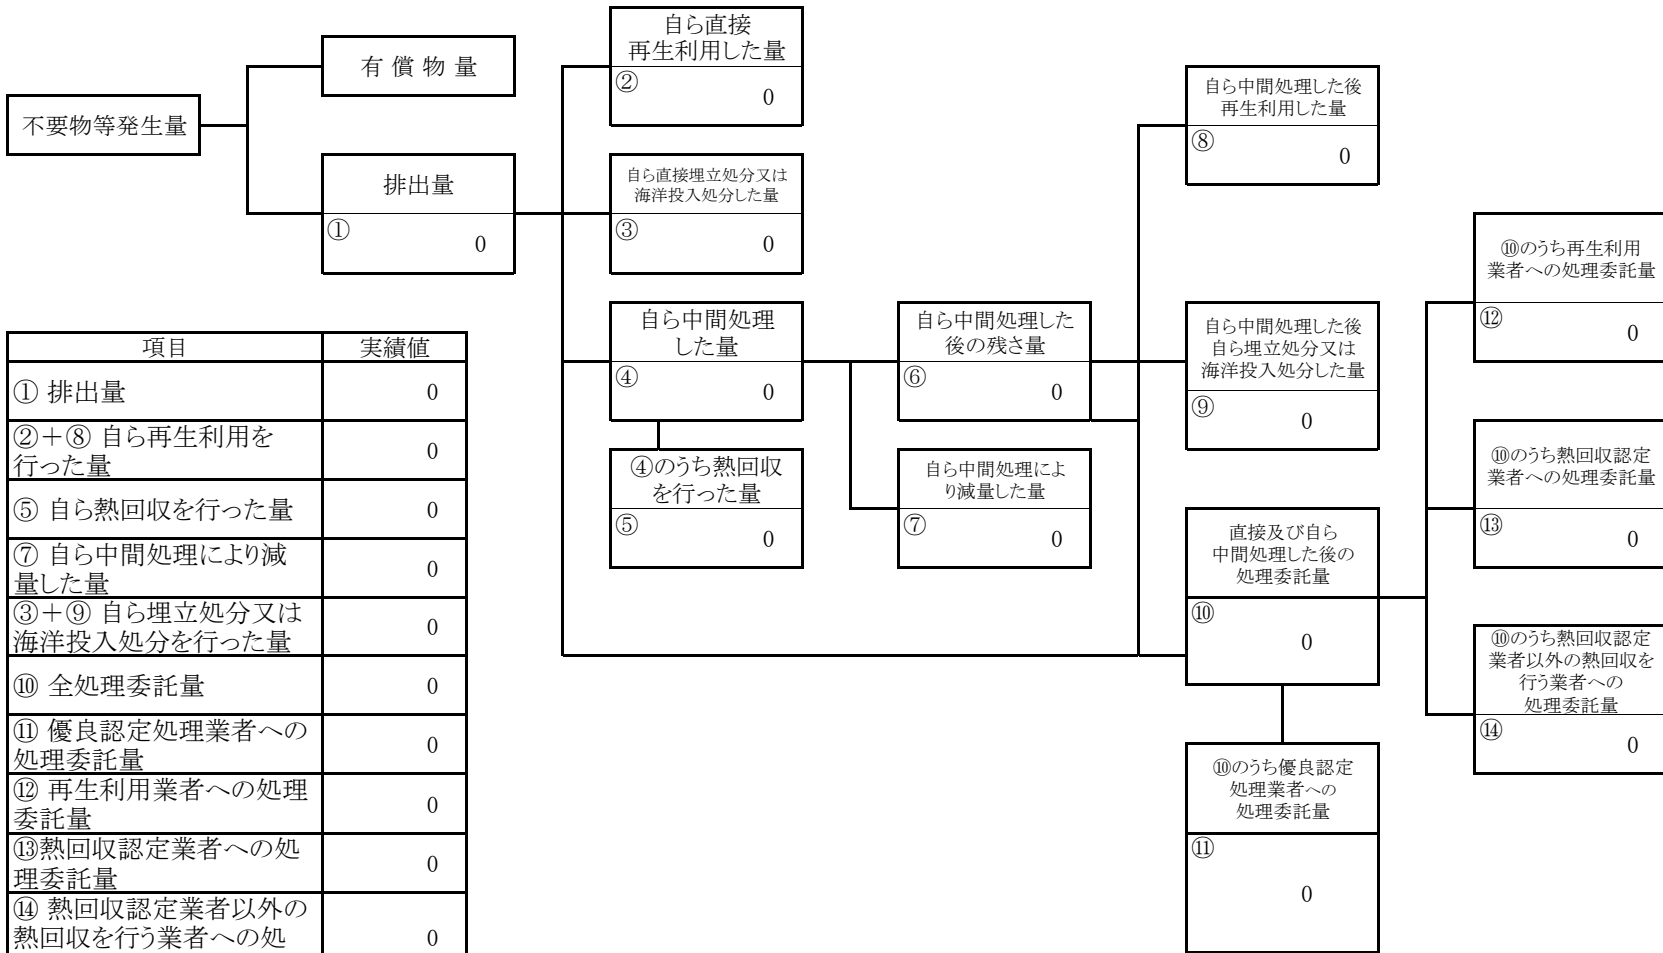 不要物等発生量
有 償 物 量
排出量
①
0
自ら直接
再生利用した量
②
0
自ら直接埋立処分又は
海洋投入処分した量
③
0
自ら中間処理
した量
④
0
④のうち熱回収
を行った量
⑤
0
自ら中間処理した
後の残さ量
⑥
0
自ら中間処理によ
り減量した量
⑦
0
自ら中間処理した後
再生利用した量
⑧
0
自ら中間処理した後
自ら埋立処分又は
海洋投入処分した量
⑨
0
直接及び自ら
中間処理した後の
処理委託量
⑩
0
⑩のうち優良認定
処理業者への
処理委託量
⑪
0
⑩のうち再生利用
業者への処理委託量
⑫
0
⑩のうち熱回収認定
業者への処理委託量
⑬
0
⑩のうち熱回収認定
業者以外の熱回収を
行う業者への
処理委託量
⑭
0
項目 実績値
① 排出量 0
②＋⑧ 自ら再生利用を
行った量 0
⑤ 自ら熱回収を行った量 0
⑦ 自ら中間処理により減
量した量 0
③＋⑨ 自ら埋立処分又は
海洋投入処分を行った量 0
⑩ 全処理委託量 0
⑪ 優良認定処理業者への
処理委託量 0
⑫ 再生利用業者への処理
委託量 0
⑬熱回収認定業者への処
理委託量 0
⑭ 熱回収認定業者以外の
熱回収を行う業者への処 0